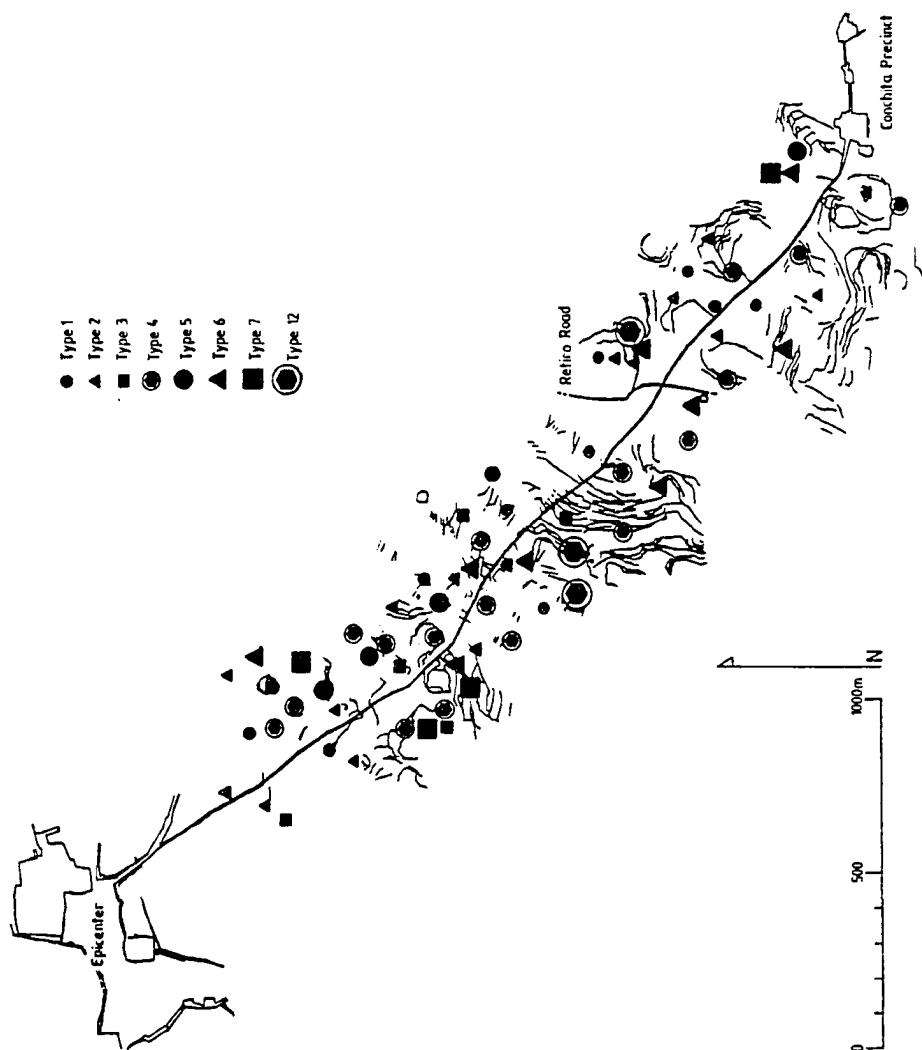 Epicenter
Type 1
Type 2
Type 3
Type 4
Type 5
Type 6
Type 7
Type 12
Retiro Road
Conchita Precinct
N
0
500
1000m